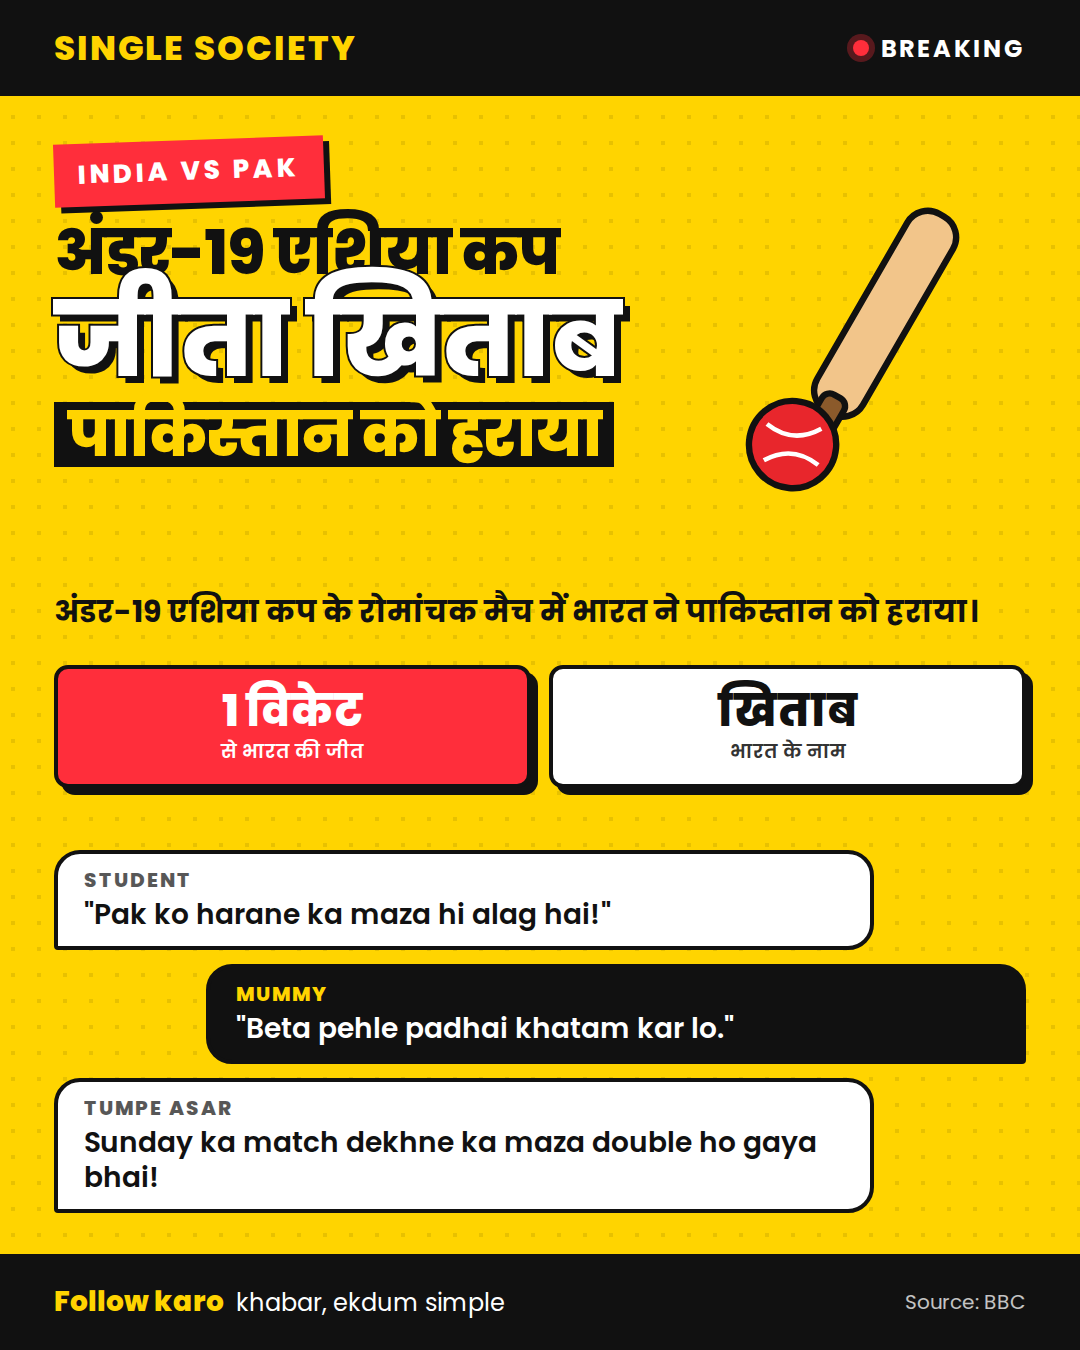 SINGLE SOCIETY
BREAKING
INDIA VS PAK
अंडर-19 एशिया कप
जीता खिताब
पाकिस्तान को हराया
अंडर-19 एशिया कप के रोमांचक मैच में भारत ने पाकिस्तान को हराया।
1 विकेट
से भारत की जीत
खिताब
भारत के नाम
STUDENT
"Pak ko harane ka maza hi alag hai!"
MUMMY
"Beta pehle padhai khatam kar lo."
TUMPE ASAR
Sunday ka match dekhne ka maza double ho gaya
bhai!
Follow karo khabar, ekdum simple
Source: BBC